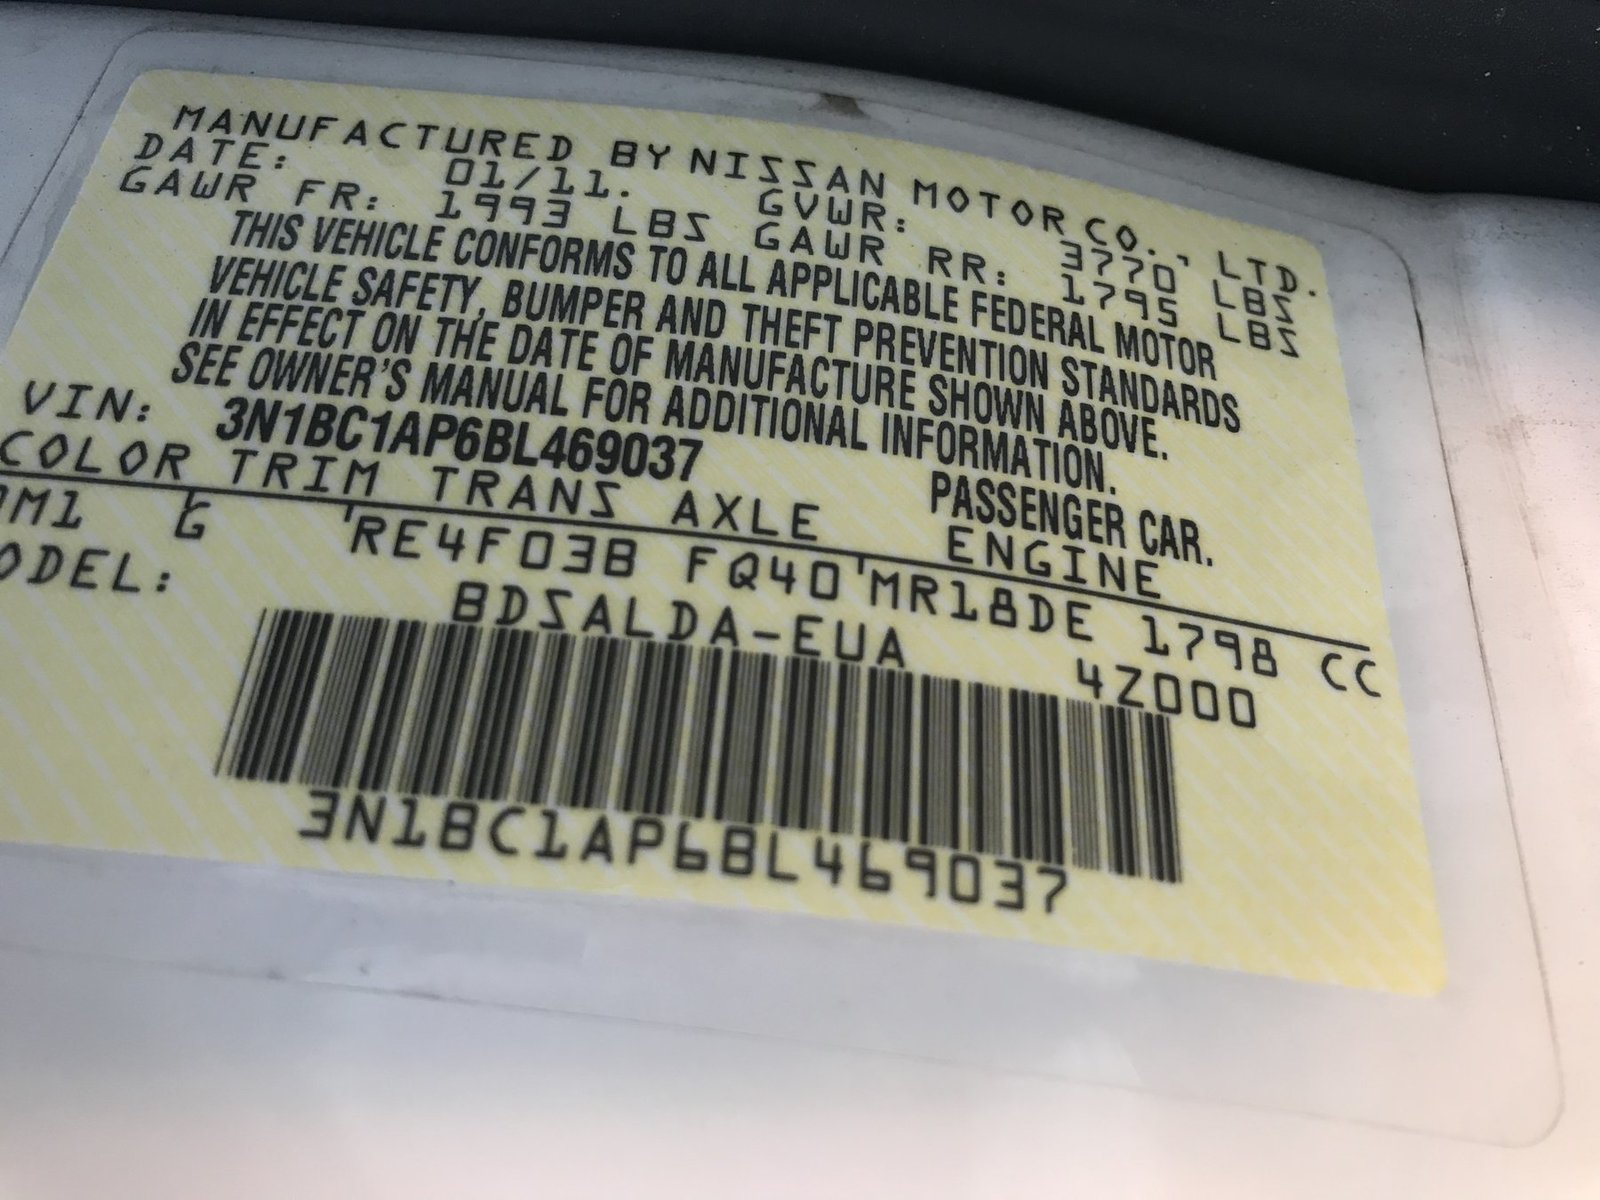 MANUFACTURED BY NISSAN MOTOR CO., LTD.
DATE: 01/11. GVWR: 3770 LBS
GAWR FR: 1993 LBS GAWR RR: 1795 LBS
THIS VEHICLE CONFORMS TO ALL APPLICABLE FEDERAL MOTOR
VEHICLE SAFETY, BUMPER AND THEFT PREVENTION STANDARDS
IN EFFECT ON THE DATE OF MANUFACTURE SHOWN ABOVE.
SEE OWNER'S MANUAL FOR ADDITIONAL INFORMATION.
VIN: 3N1BC1AP6BL469037 PASSENGER CAR.
COLOR TRIM TRANS AXLE ENGINE
M1 G RE4F03B FQ40 MR18DE 1798 CC
ODEL: BDSALDA-EUA 4Z000
3N1BC1AP6BL469037